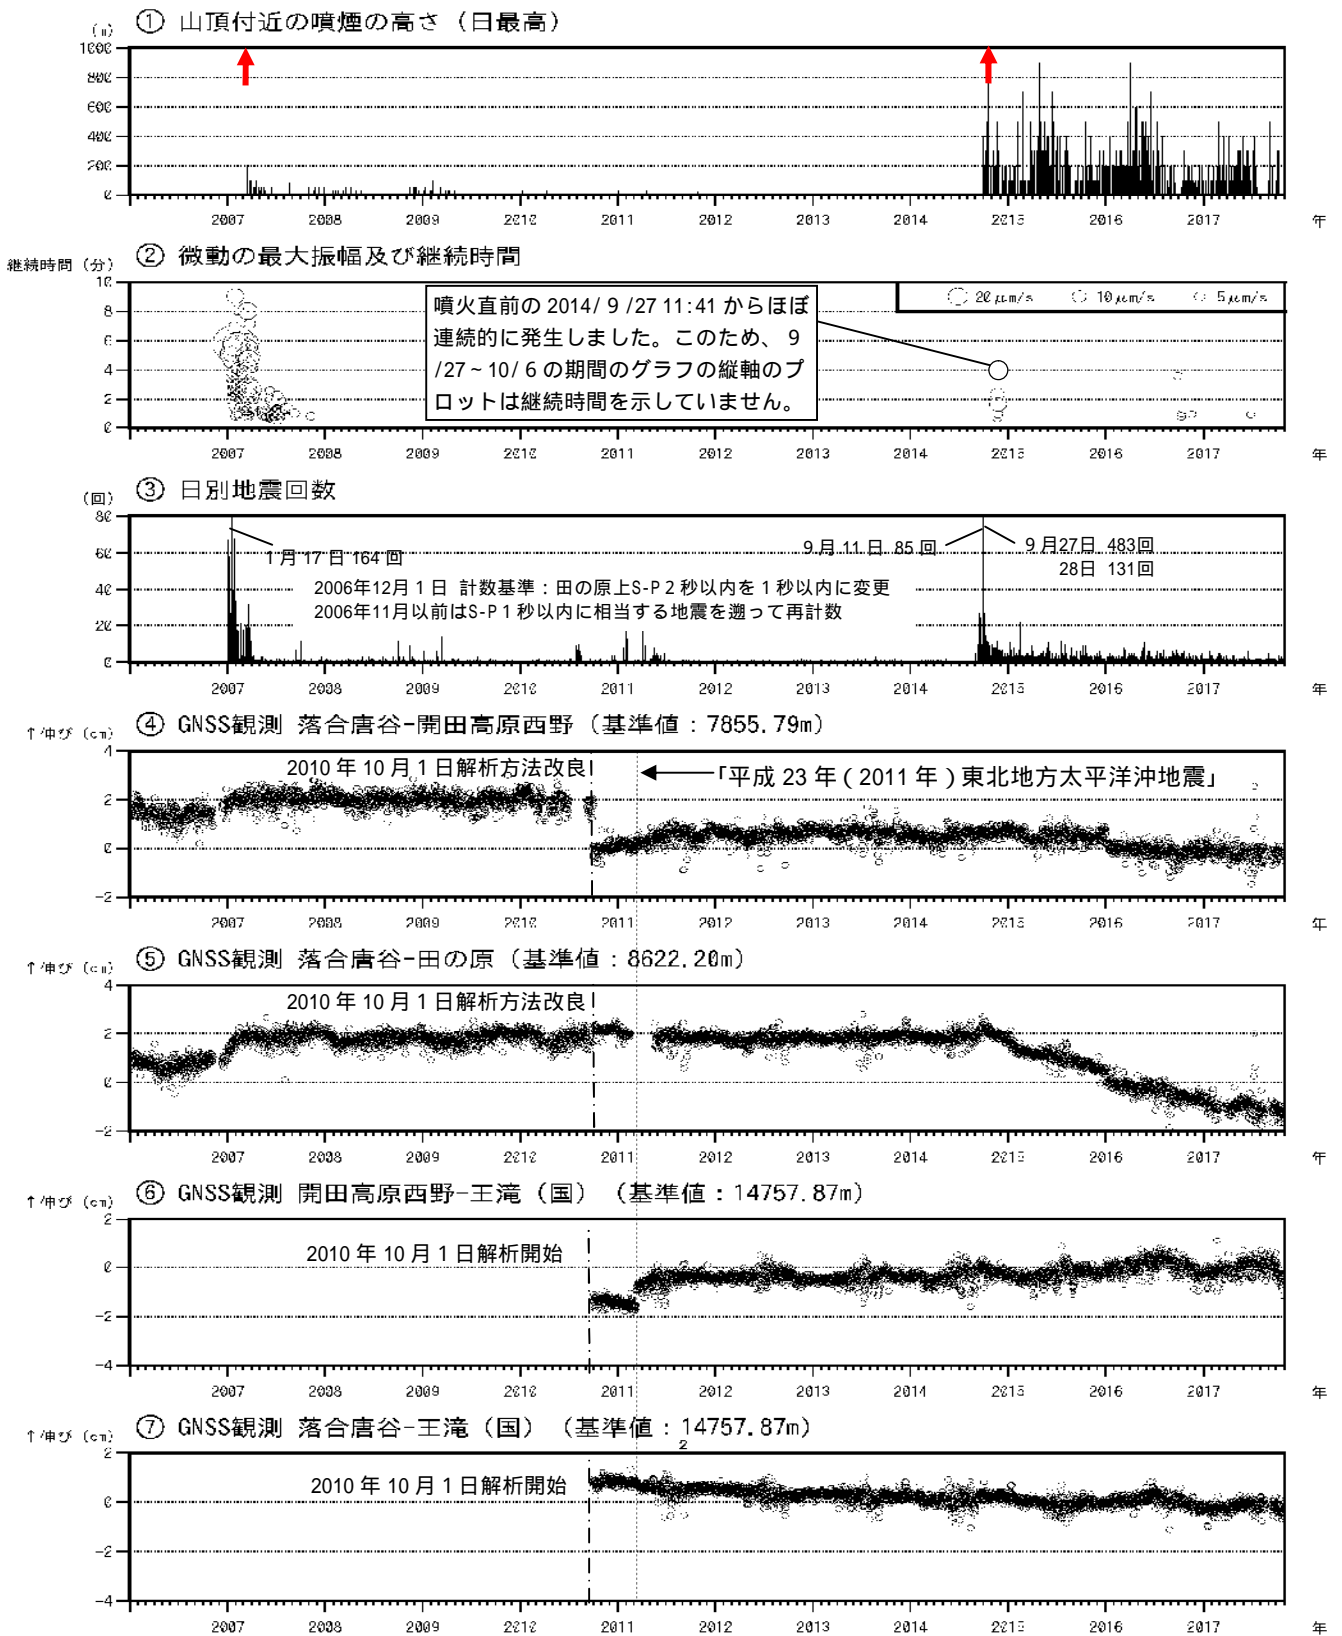 (m) ① 山頂付近の噴煙の高さ（日最高）
1000
800
600
400
200
0
2007 2008 2009 2010 2011 2012 2013 2014 2015 2016 2017 年
継続時間（分） ② 微動の最大振幅及び継続時間
10
8
6
4
2
0
噴火直前の 2014/ 9 /27 11:41 からほぼ
連続的に発生しました。このため、 9
/27 ~ 10/ 6 の期間のグラフの縦軸のプ
ロットは継続時間を示していません。
20 μm/s 10 μm/s 5 μm/s
2007 2008 2009 2010 2011 2012 2013 2014 2015 2016 2017 年
(回) ③ 日別地震回数
80
60
40
20
0
1 月 17 日 164 回
9 月 11 日 85 回
9 月27日 483回
28日 131回
2006年12月 1 日 計数基準：田の原上S-P 2 秒以内を 1 秒以内に変更
2006年11月以前はS-P 1 秒以内に相当する地震を遡って再計数
2007 2008 2009 2010 2011 2012 2013 2014 2015 2016 2017 年
↑伸び (cm) ④ GNSS観測 落合唐谷-開田高原西野（基準値：7855.79m）
4
2
0
-2
2010 年 10 月 1 日解析方法改良
「平成 23 年 ( 2011 年 ) 東北地方太平洋沖地震」
2007 2008 2009 2010 2011 2012 2013 2014 2015 2016 2017 年
↑伸び (cm) ⑤ GNSS観測 落合唐谷-田の原（基準値：8622.20m）
4
2
0
-2
2010 年 10 月 1 日解析方法改良
2007 2008 2009 2010 2011 2012 2013 2014 2015 2016 2017 年
↑伸び (cm) ⑥ GNSS観測 開田高原西野-王滝（国）（基準値：14757.87m）
2
0
-2
-4
2010 年 10 月 1 日解析開始
2007 2008 2009 2010 2011 2012 2013 2014 2015 2016 2017 年
↑伸び (cm) ⑦ GNSS観測 落合唐谷-王滝（国）（基準値：14757.87m）
2
2
0
-2
-4
2010 年 10 月 1 日解析開始
2007 2008 2009 2010 2011 2012 2013 2014 2015 2016 2017 年